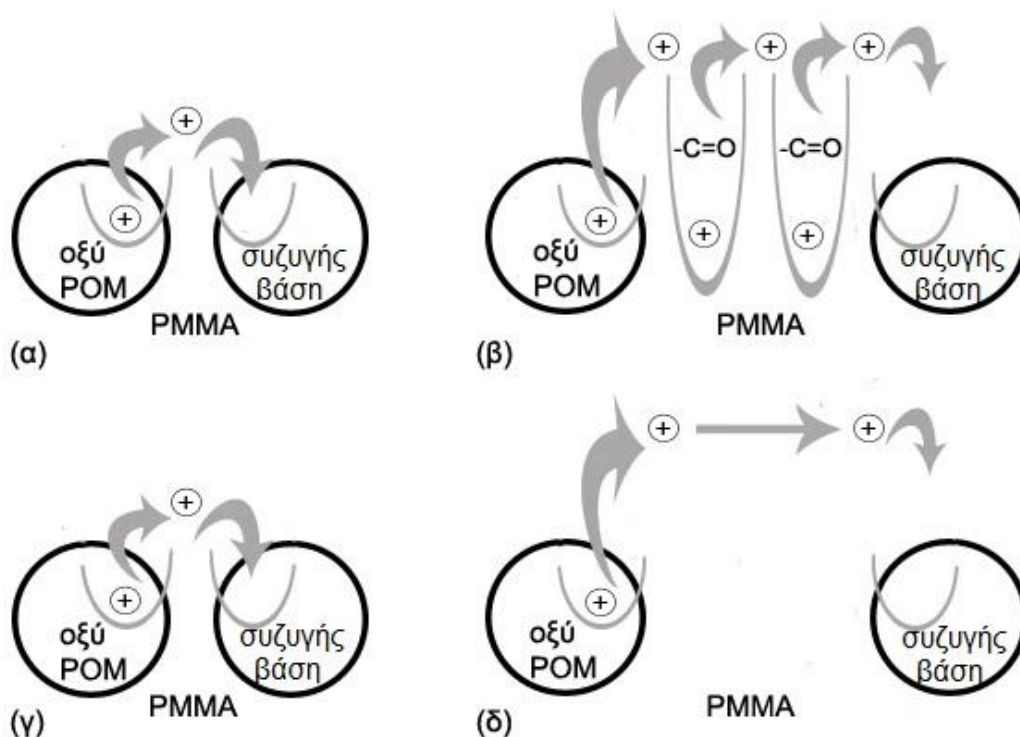 +
+
οξύ
POM
συζυγής
βάση
PMMA
(α)
+
+
+
+
-C=O
-C=O
+
+
οξύ
POM
συζυγής
βάση
PMMA
(β)
+
+
οξύ
POM
συζυγής
βάση
PMMA
(γ)
+
+
+
οξύ
POM
συζυγής
βάση
PMMA
(δ)